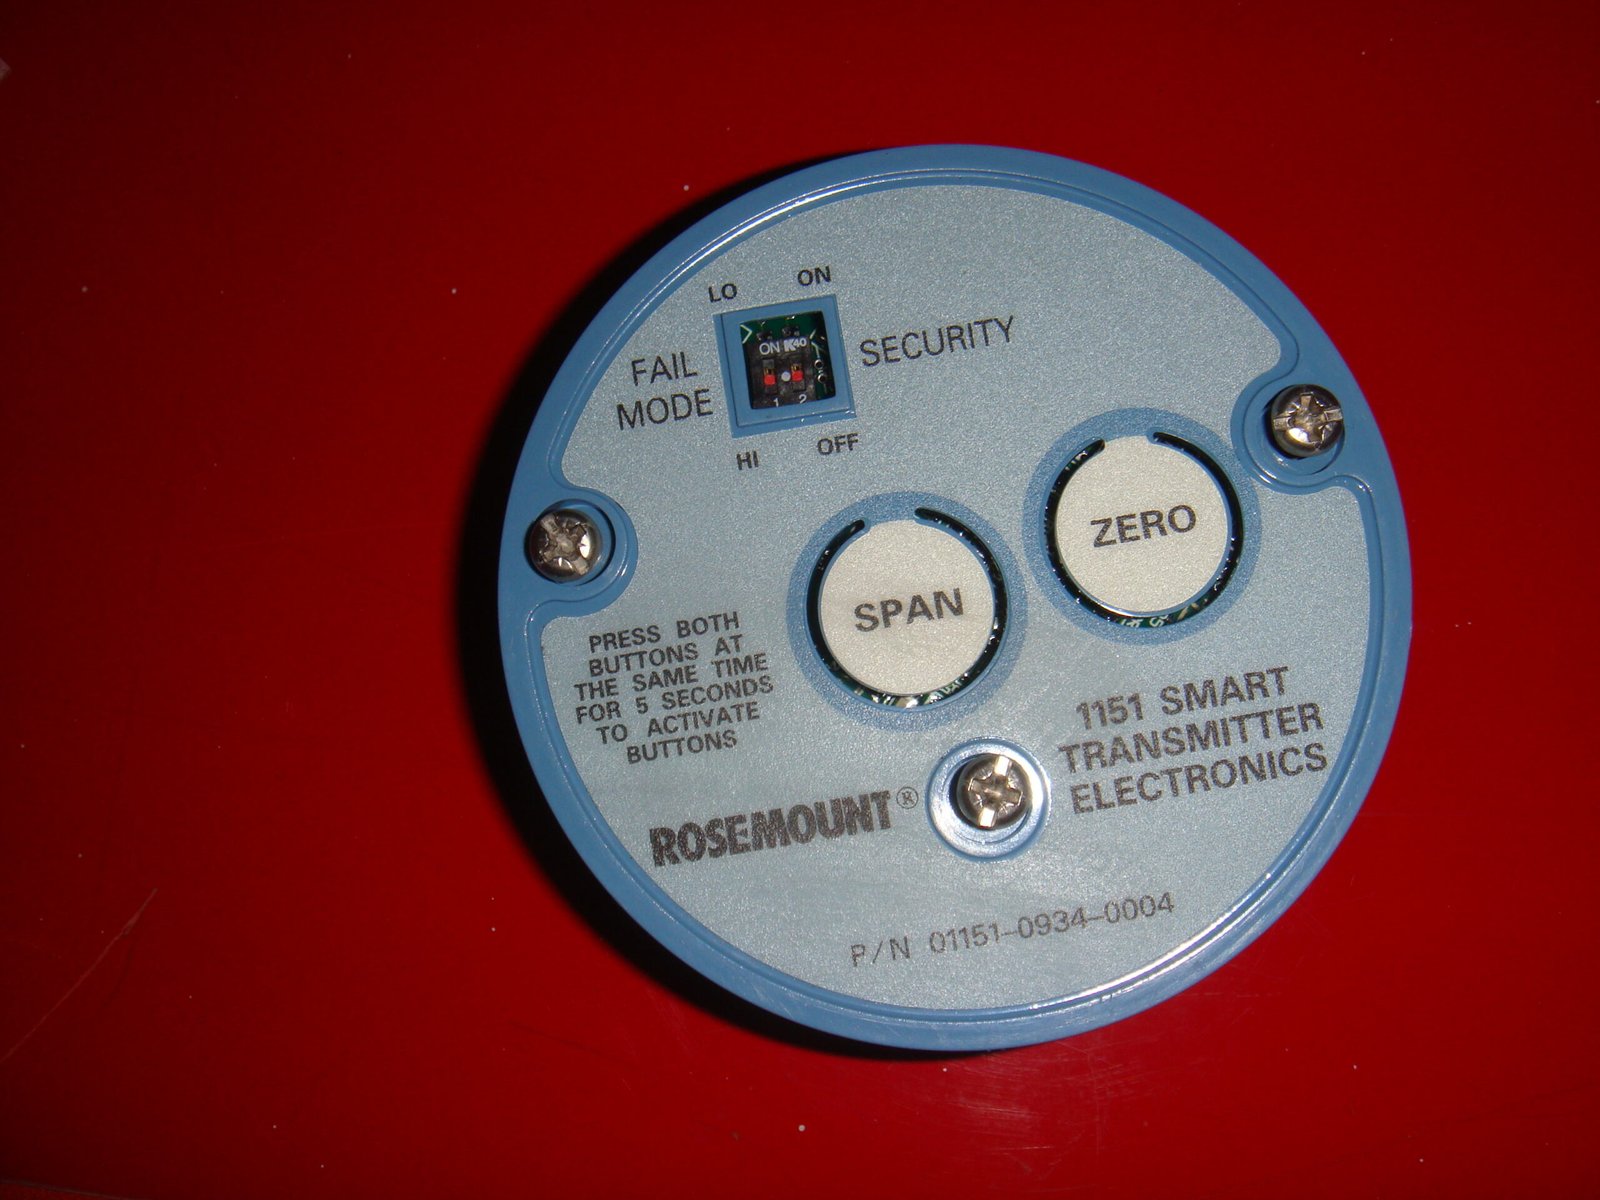 LO ON
FAIL
MODE
ON K40
1 2
SECURITY
HI OFF
ZERO
SPAN
PRESS BOTH
BUTTONS AT
THE SAME TIME
FOR 5 SECONDS
TO ACTIVATE
BUTTONS
1151 SMART
TRANSMITTER
ELECTRONICS
ROSEMOUNT®
P/N 01151-0934-0004